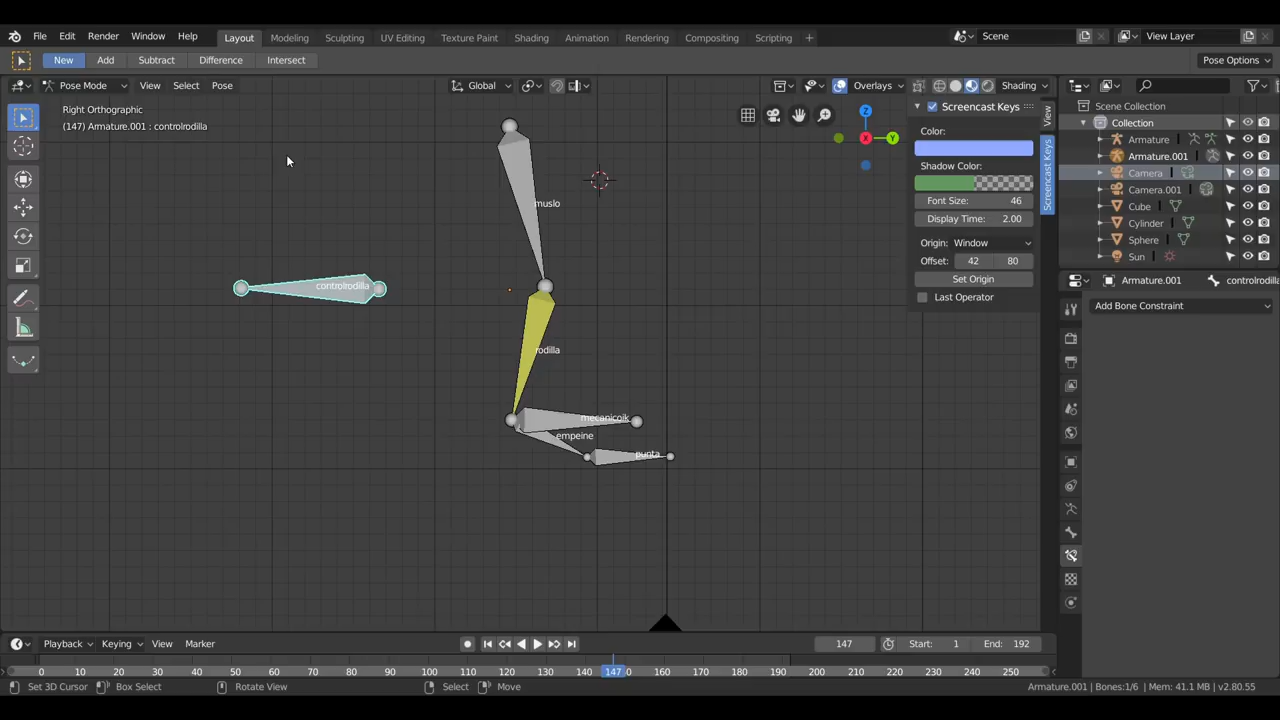 File Edit Render Window Help Layout Modeling Sculpting UV Editing Texture Paint Shading Animation Rendering Compositing Scripting + Scene View Layer
New Add Subtract Difference Intersect Pose Options
Pose Mode View Select Pose Global Overlays Shading
Right Orthographic
(147) Armature.001 : controlrodilla
Screencast Keys
Color:
Shadow Color:
Font Size: 46
Display Time: 2.00
Origin: Window
Offset: 42 80
Set Origin
Last Operator
View
Screencast Keys
Z
X
Y
muslo
controlrodilla
rodilla
mecanicoik
empeine
punta
Scene Collection
Collection
Armature
Armature.001
Camera
Camera.001
Cube
Cylinder
Sphere
Sun
Armature.001 controlrodilla
Add Bone Constraint
Playback Keying View Marker 147 Start: 1 End: 192
0 10 20 30 40 50 60 70 80 90 100 110 120 130 140 147 0 160 170 180 190 200 210 220 230 240 250
Set 3D Cursor Box Select Rotate View Select Move Armature.001 | Bones:1/6 | Mem: 41.1 MB | v2.80.55